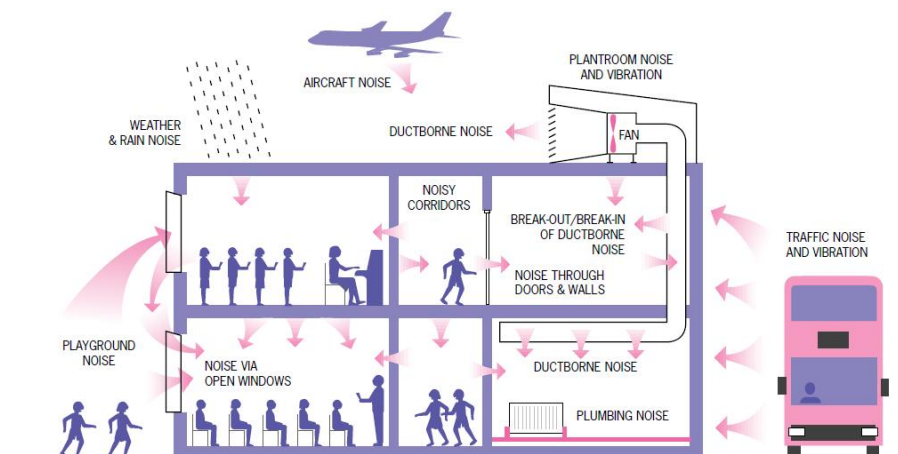 PLANTROOM NOISE
AND VIBRATION
AIRCRAFT NOISE
WEATHER
& RAIN NOISE
DUCTBORNE NOISE
FAN
NOISY
CORRIDORS
BREAK-OUT/BREAK-IN
OF DUCTBORNE
NOISE
TRAFFIC NOISE
AND VIBRATION
NOISE THROUGH
DOORS & WALLS
PLAYGROUND
NOISE
NOISE VIA
OPEN WINDOWS
DUCTBORNE NOISE
PLUMBING NOISE